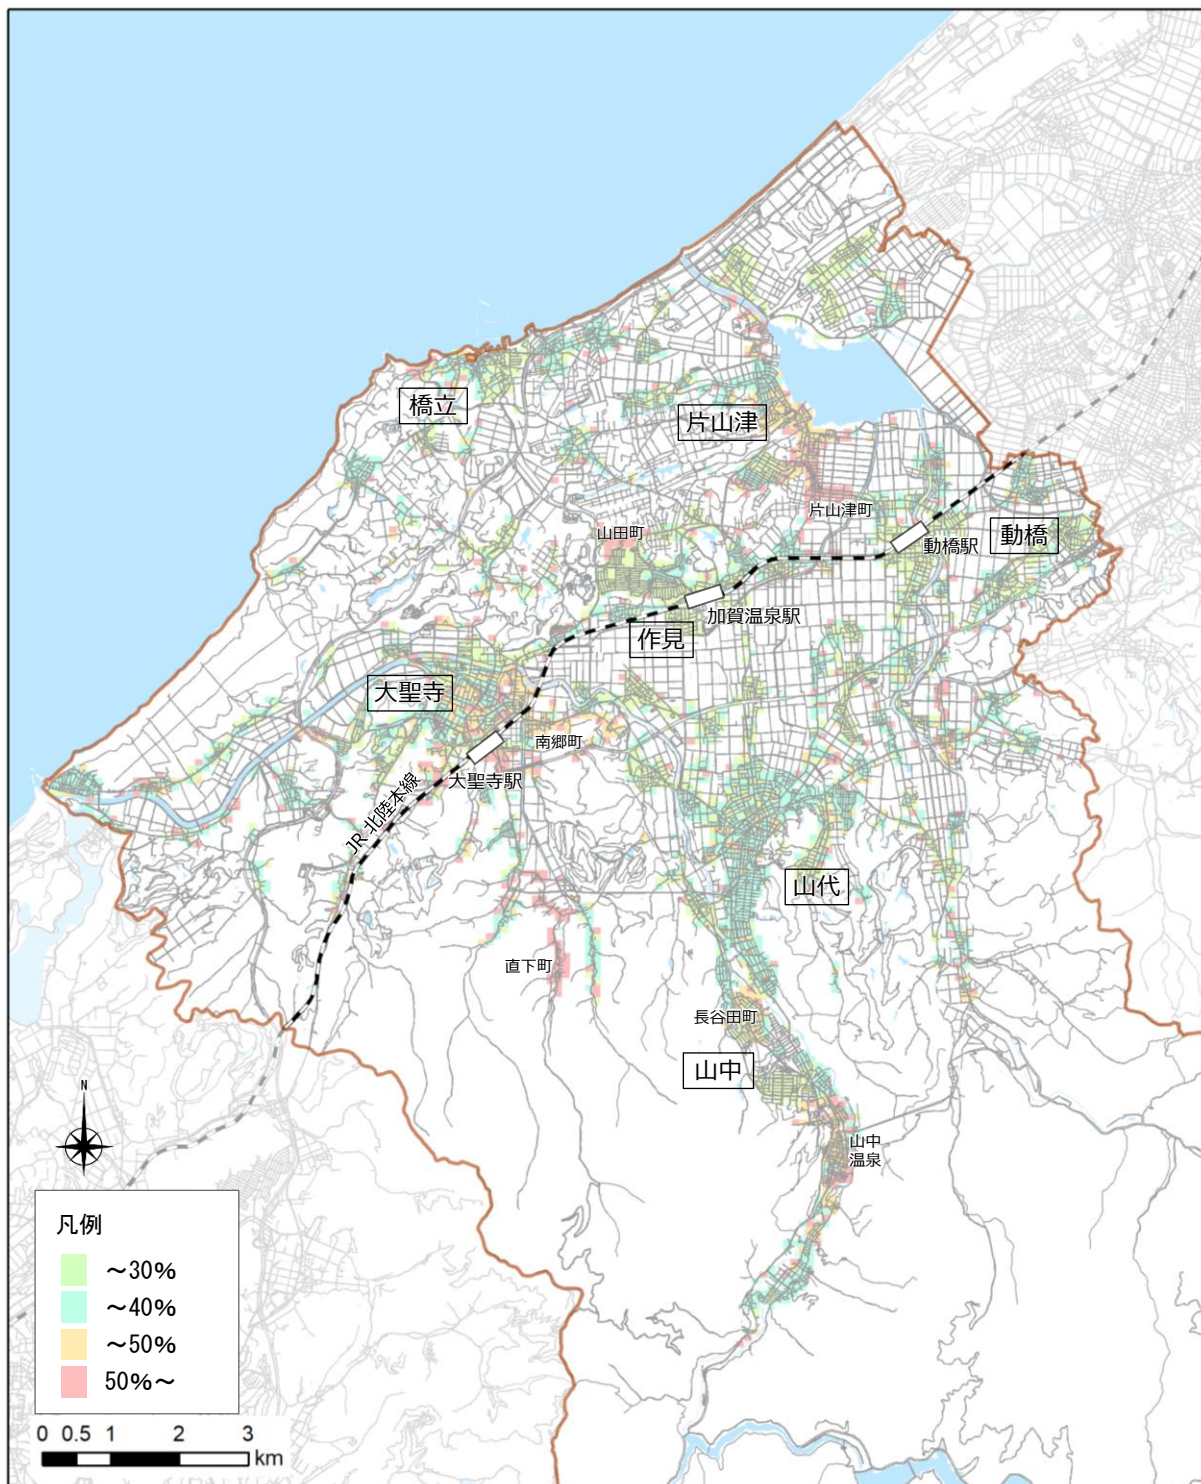 橋立
片山津
片山津町
山田町
動橋
動橋駅
加賀温泉駅
作見
大聖寺
南郷町
大聖寺駅
JR 北陸本線
山代
直下町
長谷田町
山中
山中
温泉
N
凡例
～30%
～40%
～50%
50%～
0 0.5 1 2 3
km